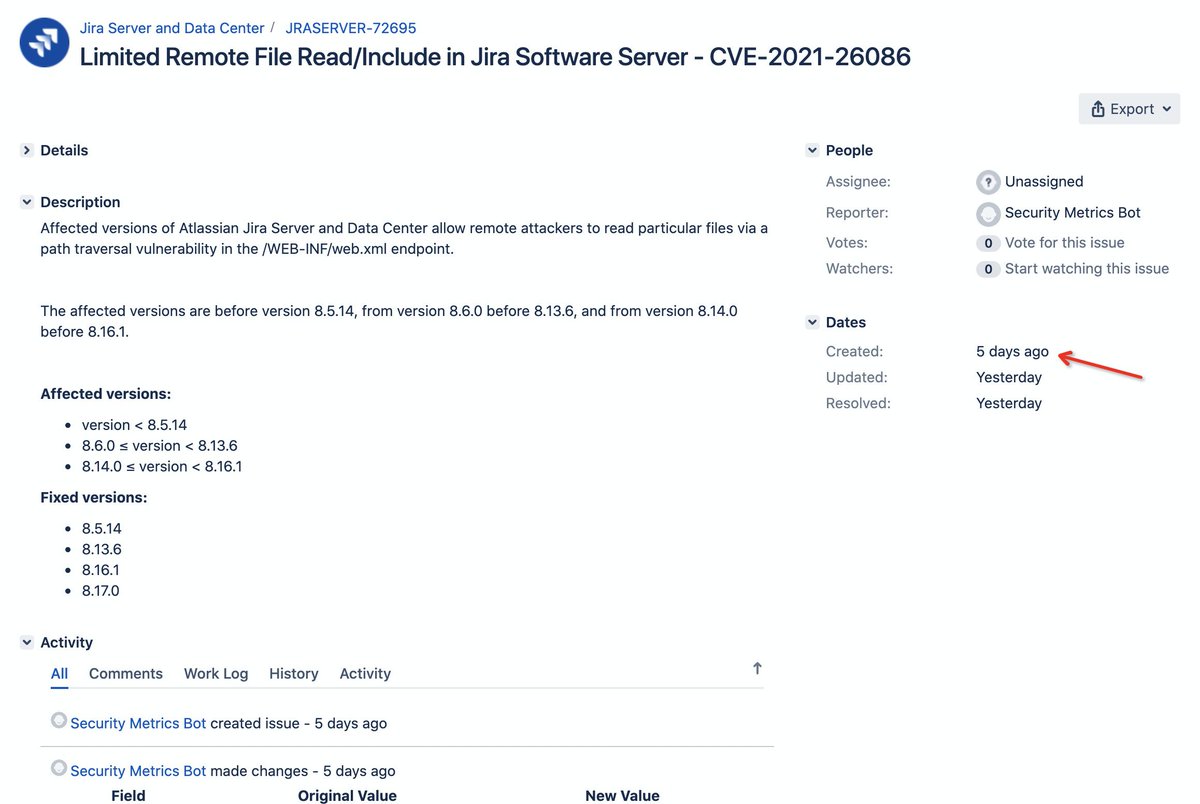 Jira Server and Data Center / JRASERVER-72695
Limited Remote File Read/Include in Jira Software Server - CVE-2021-26086
Export
Details
Description
Affected versions of Atlassian Jira Server and Data Center allow remote attackers to read particular files via a
path traversal vulnerability in the /WEB-INF/web.xml endpoint.
The affected versions are before version 8.5.14, from version 8.6.0 before 8.13.6, and from version 8.14.0
before 8.16.1.
Affected versions:
• version < 8.5.14
• 8.6.0 ≤ version < 8.13.6
• 8.14.0 ≤ version < 8.16.1
Fixed versions:
• 8.5.14
• 8.13.6
• 8.16.1
• 8.17.0
Activity
All Comments Work Log History Activity
Security Metrics Bot created issue - 5 days ago
Security Metrics Bot made changes - 5 days ago
Field Original Value New Value
People
Assignee: ? Unassigned
Reporter: Security Metrics Bot
Votes: 0 Vote for this issue
Watchers: 0 Start watching this issue
Dates
Created: 5 days ago
Updated: Yesterday
Resolved: Yesterday